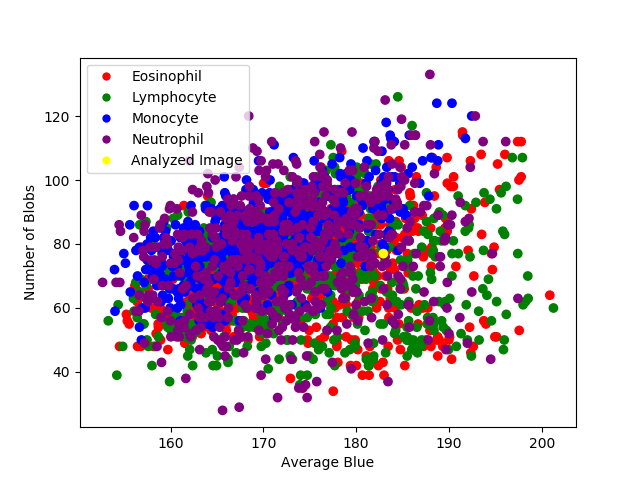 Eosinophil
Lymphocyte
Monocyte
Neutrophil
Analyzed Image
120
100
80
60
40
Number of Blobs
160 170 180 190 200
Average Blue